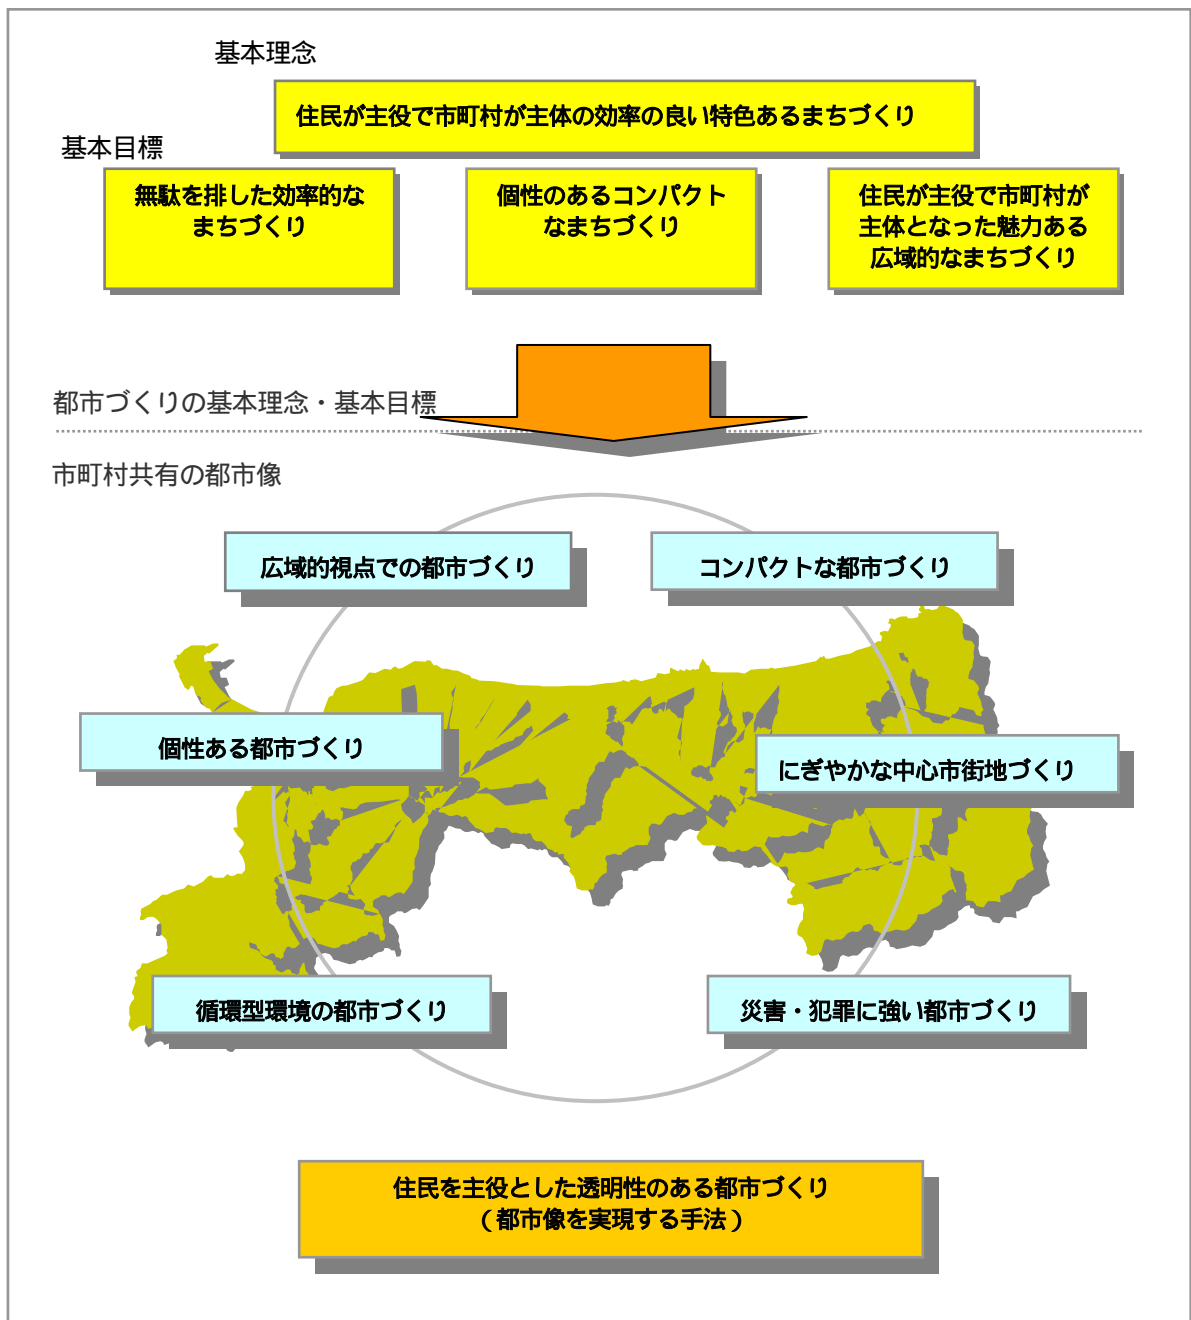 基本理念
住民が主役で市町村が主体の効率の良い特色あるまちづくり
基本目標
無駄を排した効率的な
まちづくり
個性のあるコンパクト
なまちづくり
住民が主役で市町村が
主体となった魅力ある
広域的なまちづくり
都市づくりの基本理念・基本目標
市町村共有の都市像
広域的視点での都市づくり
コンパクトな都市づくり
個性ある都市づくり
にぎやかな中心市街地づくり
循環型環境の都市づくり
災害・犯罪に強い都市づくり
住民を主役とした透明性のある都市づくり
（都市像を実現する手法）